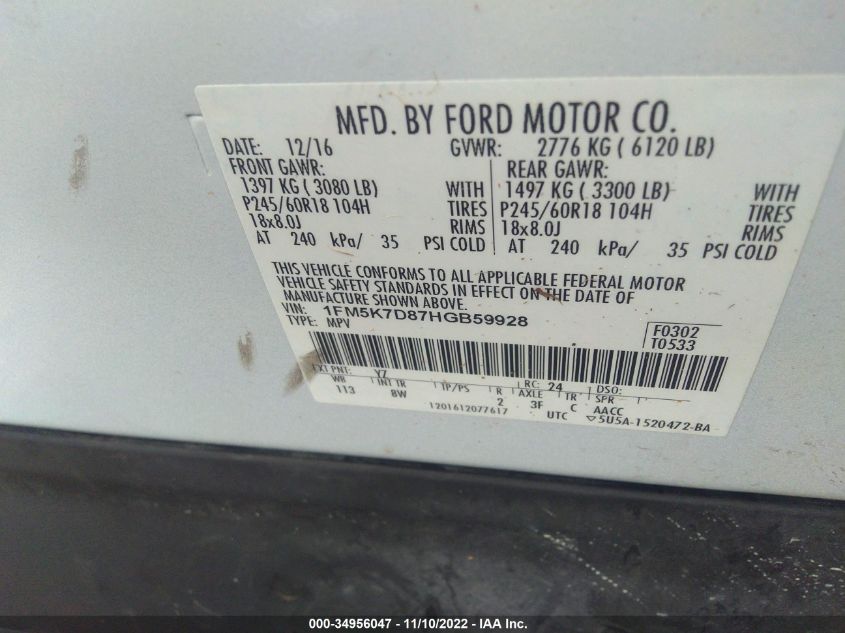 MFD. BY FORD MOTOR CO.
DATE: 12/16 GVWR: 2776 KG ( 6120 LB)
FRONT GAWR: REAR GAWR:
1397 KG ( 3080 LB) WITH 1497 KG ( 3300 LB) WITH
P245/60R18 104H TIRES P245/60R18 104H TIRES
18x8.0J RIMS 18x8.0J RIMS
AT 240 kPa/ 35 PSI COLD AT 240 kPa/ 35 PSI COLD
THIS VEHICLE CONFORMS TO ALL APPLICABLE FEDERAL MOTOR
VEHICLE SAFETY STANDARDS IN EFFECT ON THE DATE OF
MANUFACTURE SHOWN ABOVE.
VIN: 1FM5K7D87HGB59928 F0302
TYPE: MPV T0533
EXT PNT: YZ RC: 24 DSO:
WB INT TR TP/PS R AXLE TR SPR
113 8W 2 3F C AACC
1201612077617 UTC ▽5U5A-1520472-BA
000-34956047 — 11/10/2022 — IAA Inc.